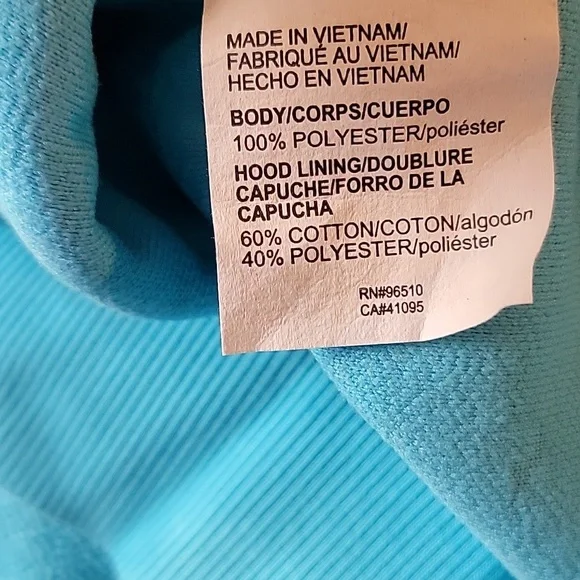 MADE IN VIETNAM/
FABRIQUÉ AU VIETNAM/
HECHO EN VIETNAM
BODY/CORPS/CUERPO
100% POLYESTER/poliéster
HOOD LINING/DOUBLURE
CAPUCHE/FORRO DE LA
CAPUCHA
60% COTTON/COTON/algodón
40% POLYESTER/poliéster
RN#96510
CA#41095